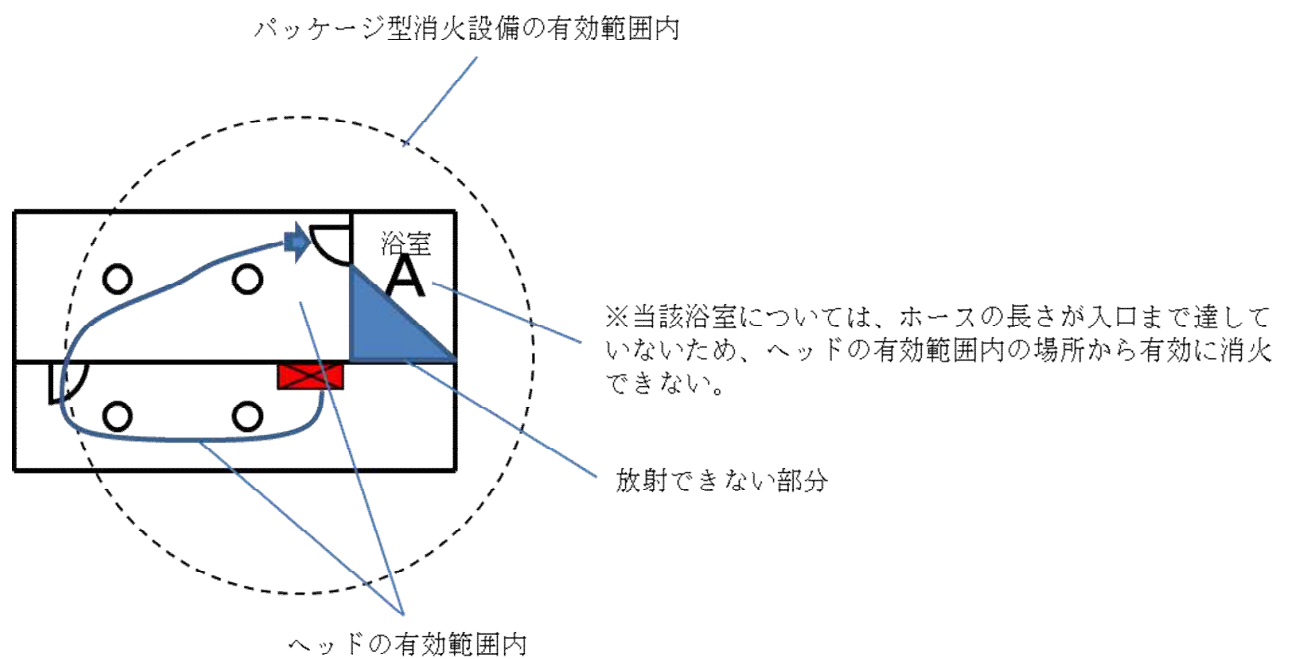 パッケージ型消火設備の有効範囲内
浴室
A
※当該浴室については、ホースの長さが入口まで達して
いないため、ヘッドの有効範囲内の場所から有効に消火
できない。
放射できない部分
ヘッドの有効範囲内